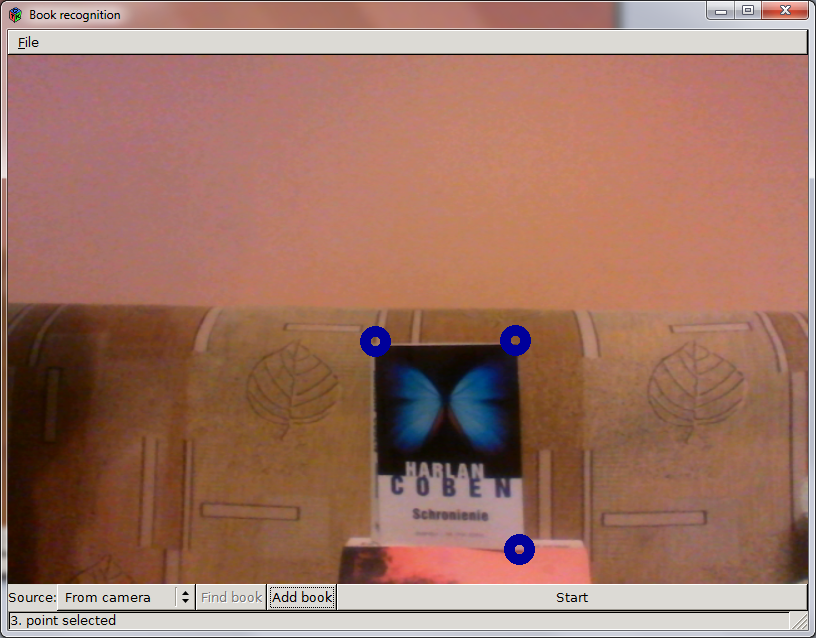 Book recognition
File
HARLAN
COBEN
Schronienie
Source: From camera Find book Add book Start
3. point selected